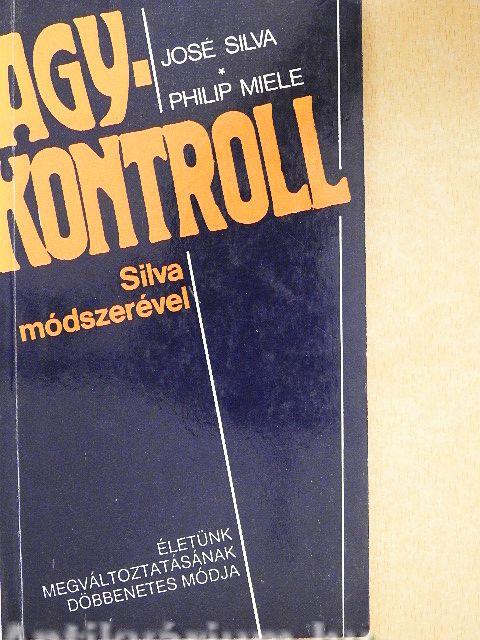 AGY-
KONTROLL
JOSÉ SILVA
*
PHILIP MIELE
Silva
módszerével
ÉLETÜNK
MEGVÁLTOZTATÁSÁNAK
DÖBBENETES MÓDJA